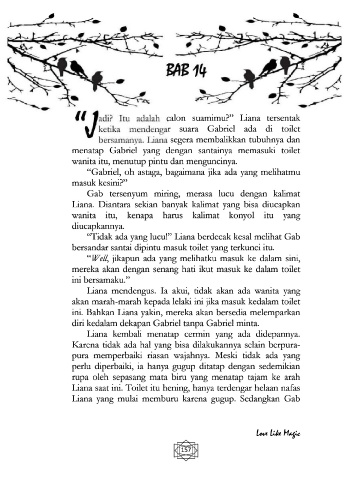 BAB 14
"Jadi? Itu adalah calon suamimu?" Liana tersentak
ketika mendengar suara Gabriel ada di toilet
bersamanya. Liana segera membalikkan tubuhnya dan
menatap Gabriel yang dengan santainya memasuki toilet
wanita itu, menutup pintu dan menguncinya.
"Gabriel, oh astaga, bagaimana jika ada yang melihatmu
masuk kesini?"
Gab tersenyum miring, merasa lucu dengan kalimat
Liana. Diantara sekian banyak kalimat yang bisa diucapkan
wanita itu, kenapa harus kalimat konyol itu yang
diucapkannya.
"Tidak ada yang lucu!" Liana berdecak kesal melihat Gab
bersandar santai dipintu masuk toilet yang terkunci itu.
"Well, jikapun ada yang melihatku masuk ke dalam sini,
mereka akan dengan senang hati ikut masuk ke dalam toilet
ini bersamaku."
Liana mendengus. Ia akui, tidak akan ada wanita yang
akan marah-marah kepada lelaki ini jika masuk kedalam toilet
ini. Bahkan Liana yakin, mereka akan bersedia melemparkan
diri kedalam dekapan Gabriel tanpa Gabriel minta.
Liana kembali menatap cermin yang ada didepannya.
Karena tidak ada hal yang bisa dilakukannya selain berpura-
pura memperbaiki riasan wajahnya. Meski tidak ada yang
perlu diperbaiki, ia hanya gugup ditatap dengan sedemikian
rupa oleh sepasang mata biru yang menatap tajam ke arah
Liana saat ini. Toilet itu hening, hanya terdengar helaan nafas
Liana yang mulai memburu karena gugup. Sedangkan Gab
Love Like Magic
157